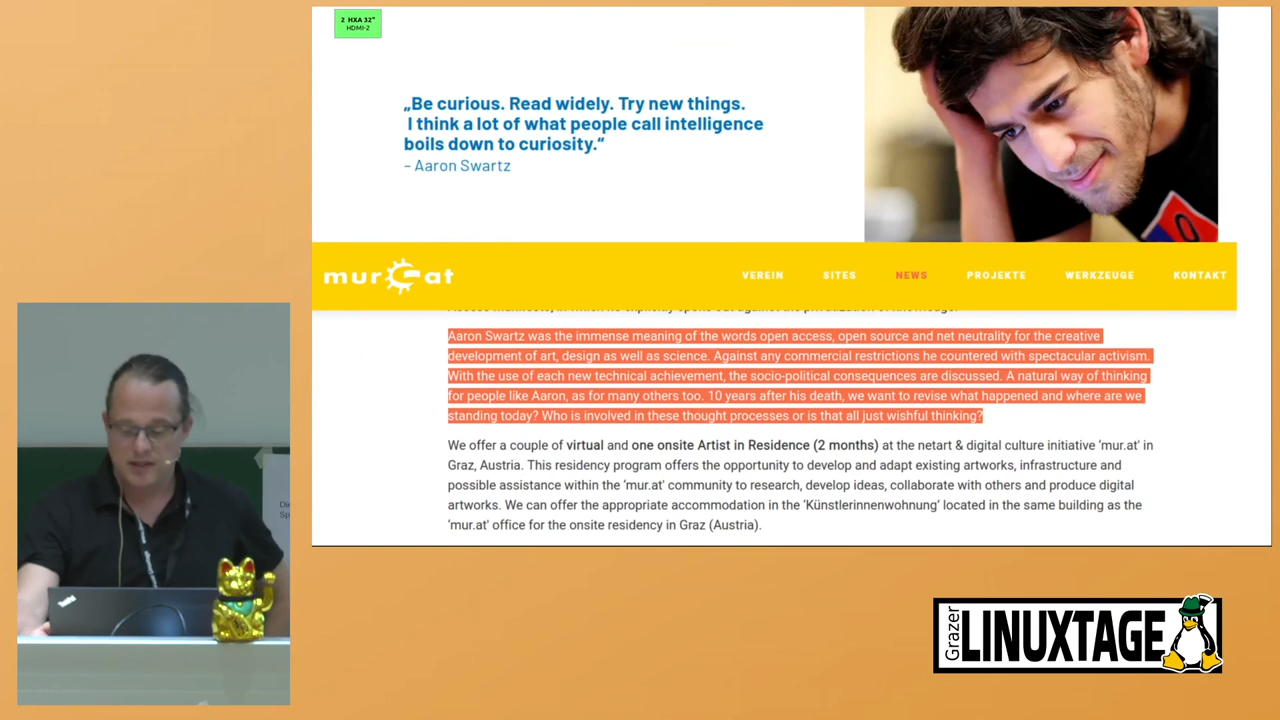 2 HXA 32"
HDMI-2
„Be curious. Read widely. Try new things.
I think a lot of what people call intelligence
boils down to curiosity.“
– Aaron Swartz
mur at
VEREIN SITES NEWS PROJEKTE WERKZEUGE KONTAKT
Aaron Swartz was the immense meaning of the words open access, open source and net neutrality for the creative
development of art, design as well as science. Against any commercial restrictions he countered with spectacular activism.
With the use of each new technical achievement, the socio-political consequences are discussed. A natural way of thinking
for people like Aaron, as for many others too. 10 years after his death, we want to revise what happened and where are we
standing today? Who is involved in these thought processes or is that all just wishful thinking?
We offer a couple of virtual and one onsite Artist in Residence (2 months) at the netart & digital culture initiative 'mur.at' in
Graz, Austria. This residency program offers the opportunity to develop and adapt existing artworks, infrastructure and
possible assistance within the 'mur.at' community to research, develop ideas, collaborate with others and produce digital
artworks. We can offer the appropriate accommodation in the 'Künstlerinnenwohnung' located in the same building as the
'mur.at' office for the onsite residency in Graz (Austria).
Di
Sp
Grazer
LINUXTAGE